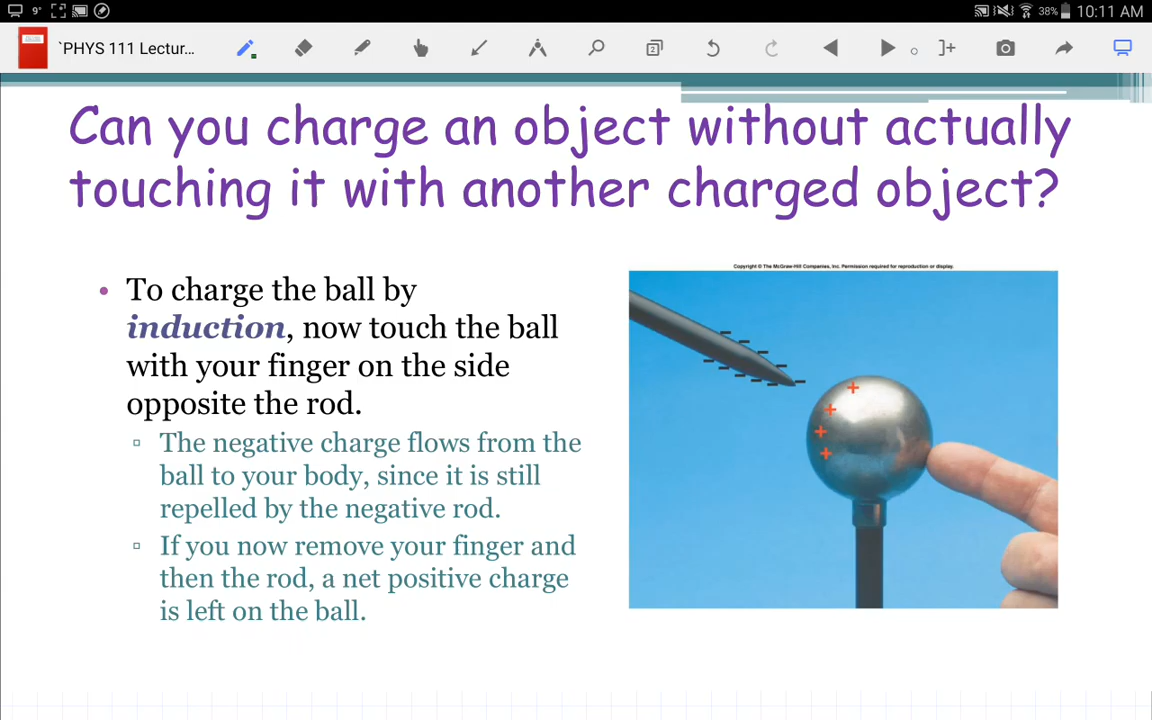 9°
38%
10:11 AM
`PHYS 111 Lectur...
2
Can you charge an object without actually
touching it with another charged object?
• To charge the ball by
induction, now touch the ball
with your finger on the side
opposite the rod.
▫ The negative charge flows from the
ball to your body, since it is still
repelled by the negative rod.
▫ If you now remove your finger and
then the rod, a net positive charge
is left on the ball.
Copyright © The McGraw-Hill Companies, Inc. Permission required for reproduction or display.